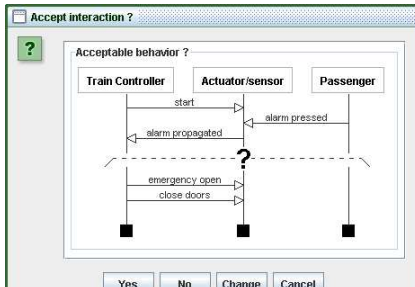 Accept interaction ?
?
Acceptable behavior ?
Train Controller Actuator/sensor Passenger
start
alarm pressed
alarm propagated
?
emergency open
close doors
Yes No Change Cancel